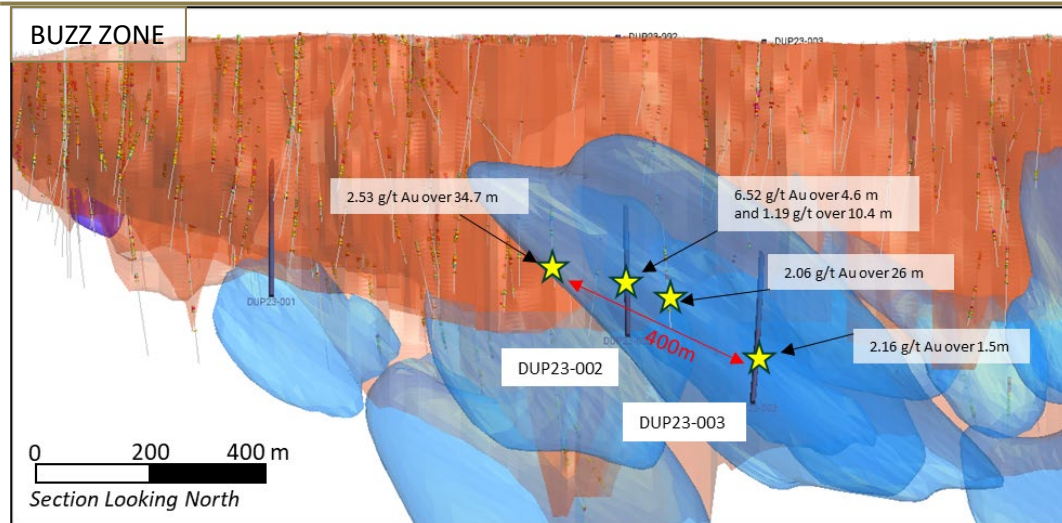 BUZZ ZONE
DUP23-002
DUP23-003
2.53 g/t Au over 34.7 m
6.52 g/t Au over 4.6 m
and 1.19 g/t over 10.4 m
2.06 g/t Au over 26 m
DUP23-001
400m
2.16 g/t Au over 1.5m
DUP23-002
DUP23-003
0 200 400 m
Section Looking North